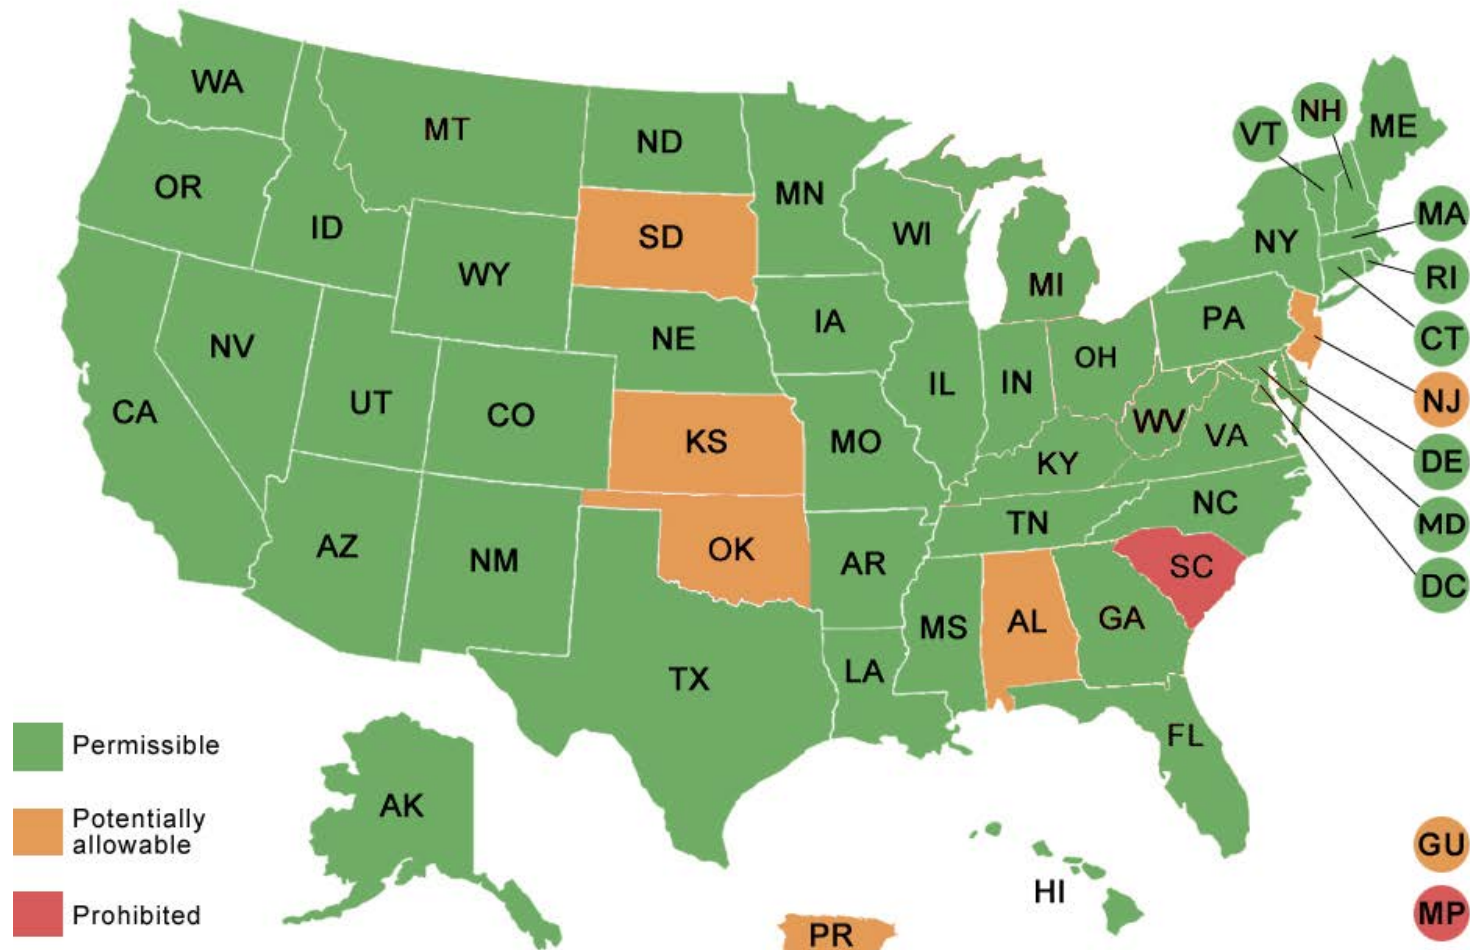 WA
MT
ND
MN
OR
ID
SD
WI
WY
MI
NY
ME
VT
NH
MA
RI
CT
NJ
DE
MD
DC
NV
NE
IA
PA
CA
UT
CO
KS
MO
IL
IN
OH
WV
VA
KY
AZ
NM
OK
AR
TN
NC
SC
MS
AL
GA
TX
LA
FL
AK
HI
PR
GU
MP
Permissible
Potentially
allowable
Prohibited